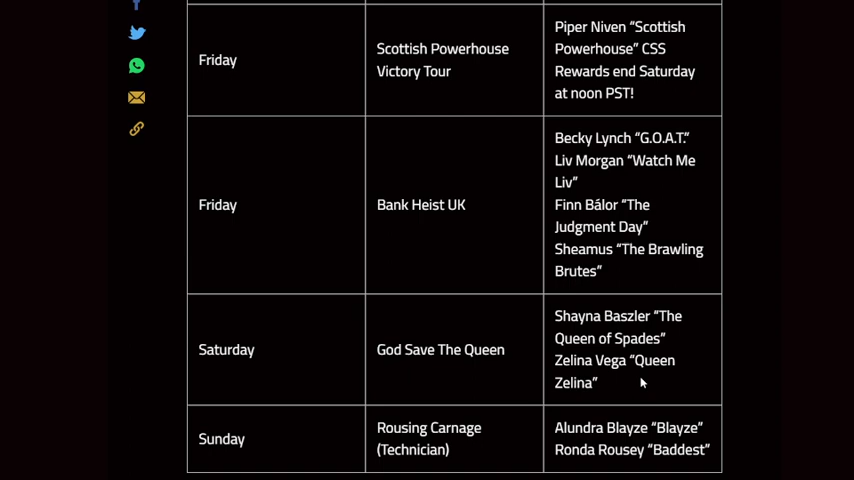 Friday
Scottish Powerhouse
Victory Tour
Piper Niven “Scottish
Powerhouse” CSS
Rewards end Saturday
at noon PST!
Friday
Bank Heist UK
Becky Lynch “G.O.A.T.”
Liv Morgan “Watch Me
Liv”
Finn Bálor “The
Judgment Day”
Sheamus “The Brawling
Brutes”
Saturday
God Save The Queen
Shayna Baszler “The
Queen of Spades”
Zelina Vega “Queen
Zelina”
Sunday
Rousing Carnage
(Technician)
Alundra Blayze “Blayze”
Ronda Rousey “Baddest”